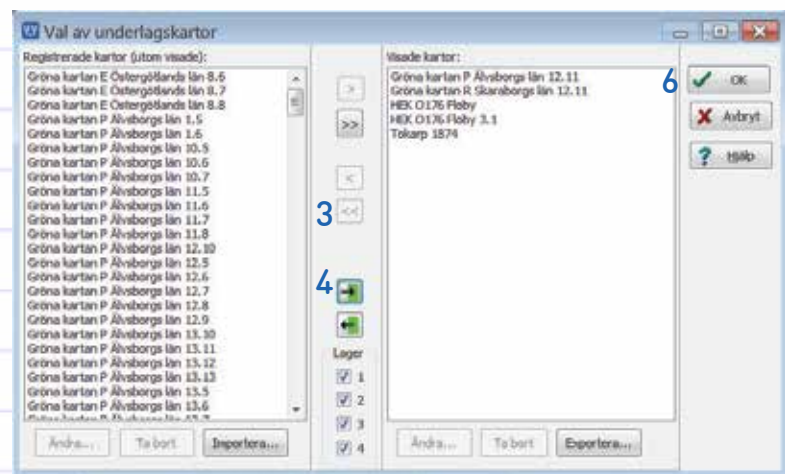 Val av underlagskartor
Registrerade kartor (utom visade):
Gröna kartan E Östergötlands län 8.6
Gröna kartan E Östergötlands län 8.7
Gröna kartan E Östergötlands län 8.8
Gröna kartan P Älvsborgs län 1.5
Gröna kartan P Älvsborgs län 1.6
Gröna kartan P Älvsborgs län 10.5
Gröna kartan P Älvsborgs län 10.6
Gröna kartan P Älvsborgs län 10.7
Gröna kartan P Älvsborgs län 11.5
Gröna kartan P Älvsborgs län 11.6
Gröna kartan P Älvsborgs län 11.7
Gröna kartan P Älvsborgs län 11.8
Gröna kartan P Älvsborgs län 12.10
Gröna kartan P Älvsborgs län 12.5
Gröna kartan P Älvsborgs län 12.6
Gröna kartan P Älvsborgs län 12.7
Gröna kartan P Älvsborgs län 12.8
Gröna kartan P Älvsborgs län 12.9
Gröna kartan P Älvsborgs län 13.10
Gröna kartan P Älvsborgs län 13.11
Gröna kartan P Älvsborgs län 13.12
Gröna kartan P Älvsborgs län 13.13
Gröna kartan P Älvsborgs län 13.5
Gröna kartan P Älvsborgs län 13.6
Ändra...
Ta bort
Importera...
>
>>
<
3 <<
4
Lager
1
2
3
4
Visade kartor:
Gröna kartan P Älvsborgs län 12.11
Gröna kartan R Skaraborgs län 12.11
HEK O176 Floby
HEK O176 Floby 3.1
Tokarp 1874
Ändra...
Ta bort
Exportera...
6 OK
Avbryt
Hjälp